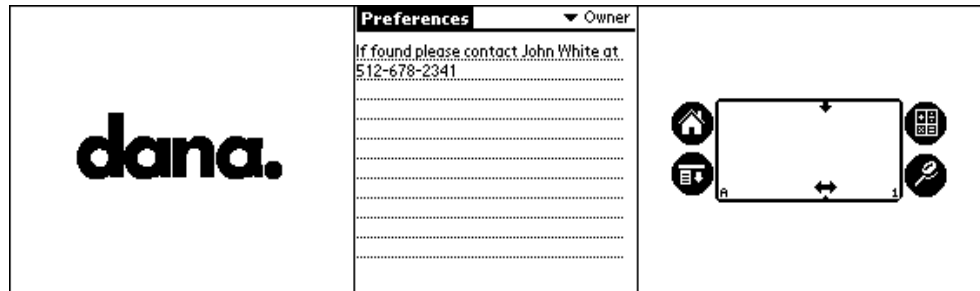 dana.
Preferences
Owner
If found please contact John White at
512-678-2341
A
1